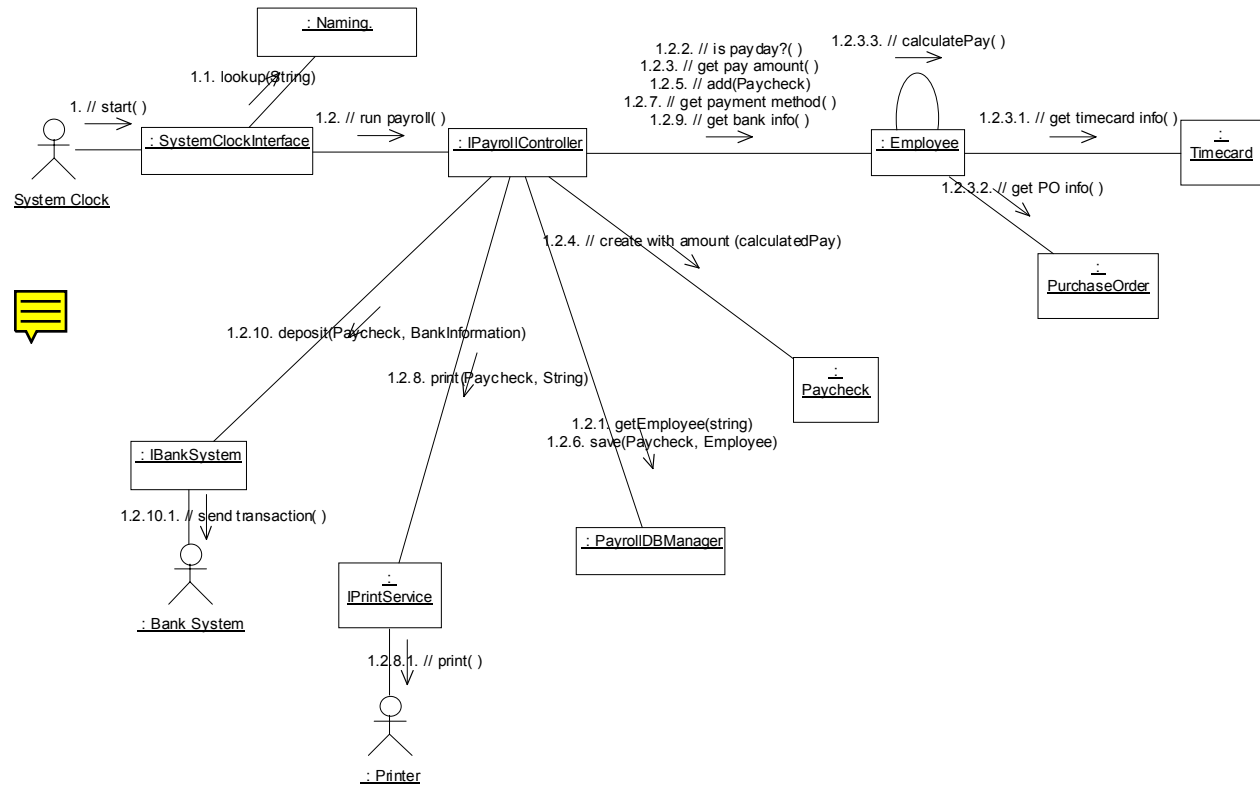 : Naming.
1.1. lookup(String)
1. // start( )
1.2. // run payroll( )
1.2.2. // is payday?( )
1.2.3. // get pay amount( )
1.2.5. // add(Paycheck)
1.2.7. // get payment method( )
1.2.9. // get bank info( )
1.2.3.3. // calculatePay( )
1.2.3.1. // get timecard info( )
: SystemClockInterface
: IPayrollController
: Employee
:
Timecard
System Clock
1.2.3.2. // get PO info( )
1.2.4. // create with amount (calculatedPay)
:
PurchaseOrder
1.2.10. deposit(Paycheck, BankInformation)
1.2.8. print(Paycheck, String)
:
Paycheck
1.2.1. getEmployee(string)
1.2.6. save(Paycheck, Employee)
: IBankSystem
1.2.10.1. // send transaction( )
: PayrollDBManager
:
IPrintService
: Bank System
1.2.8.1. // print( )
: Printer